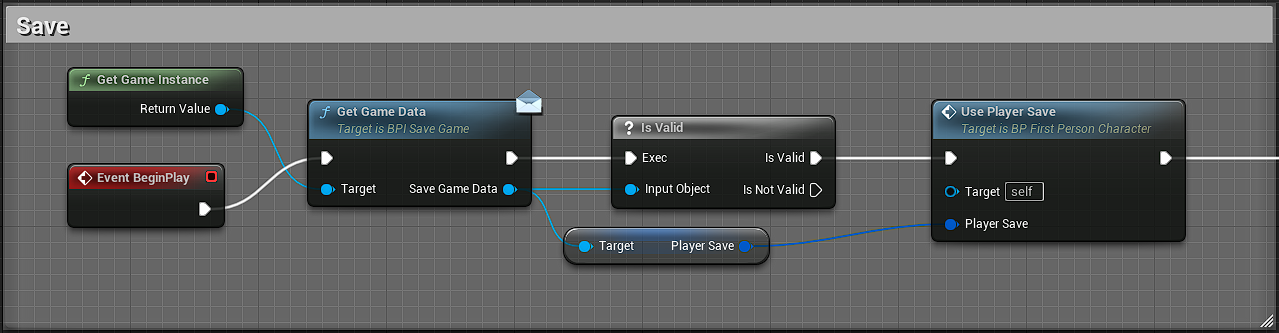 Save
Get Game Instance
Return Value
Event BeginPlay
Get Game Data
Target is BPI Save Game
Target
Save Game Data
? Is Valid
Exec
Is Valid
Input Object
Is Not Valid
Target
Player Save
Use Player Save
Target is BP First Person Character
Target self
Player Save